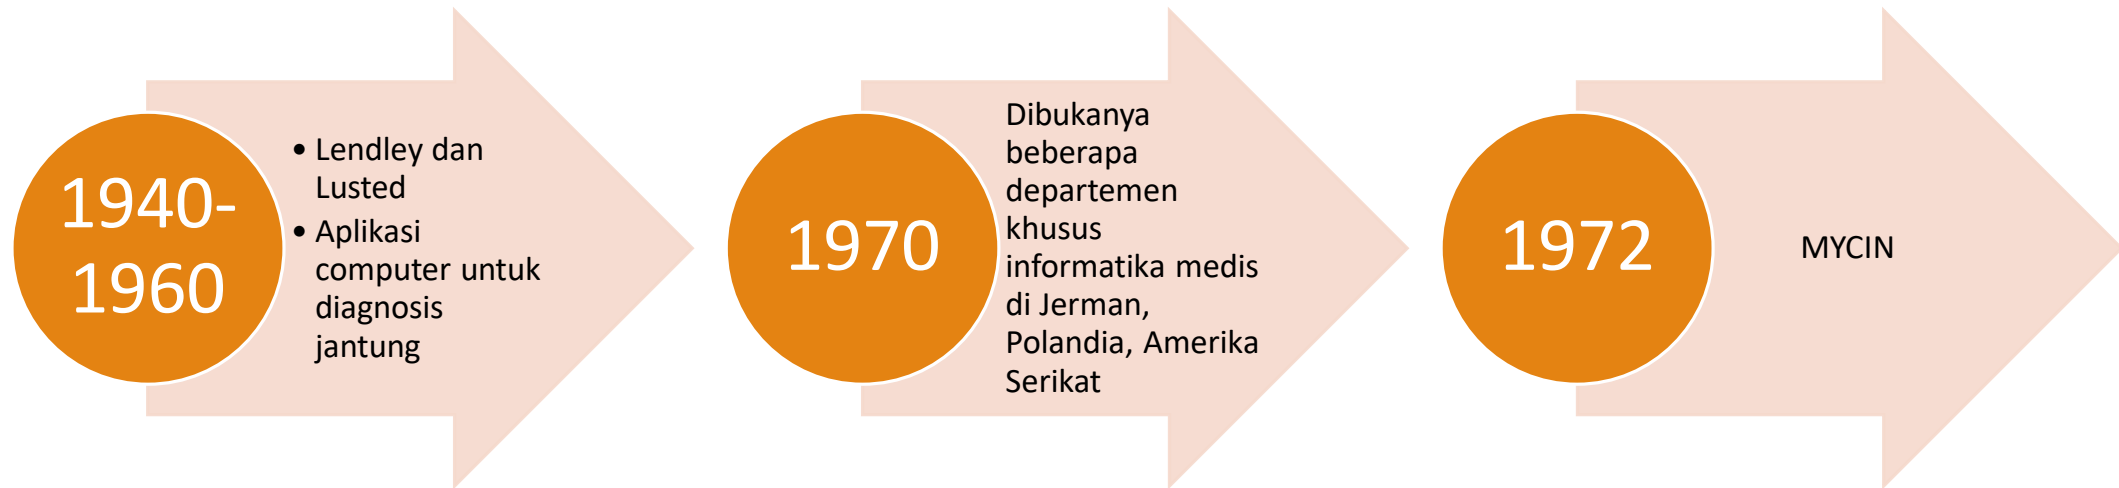 1940-
1960
• Lendley dan
Lusted
• Aplikasi
computer untuk
diagnosis
jantung
1970
Dibukanya
beberapa
departemen
khusus
informatika medis
di Jerman,
Polandia, Amerika
Serikat
1972
MYCIN